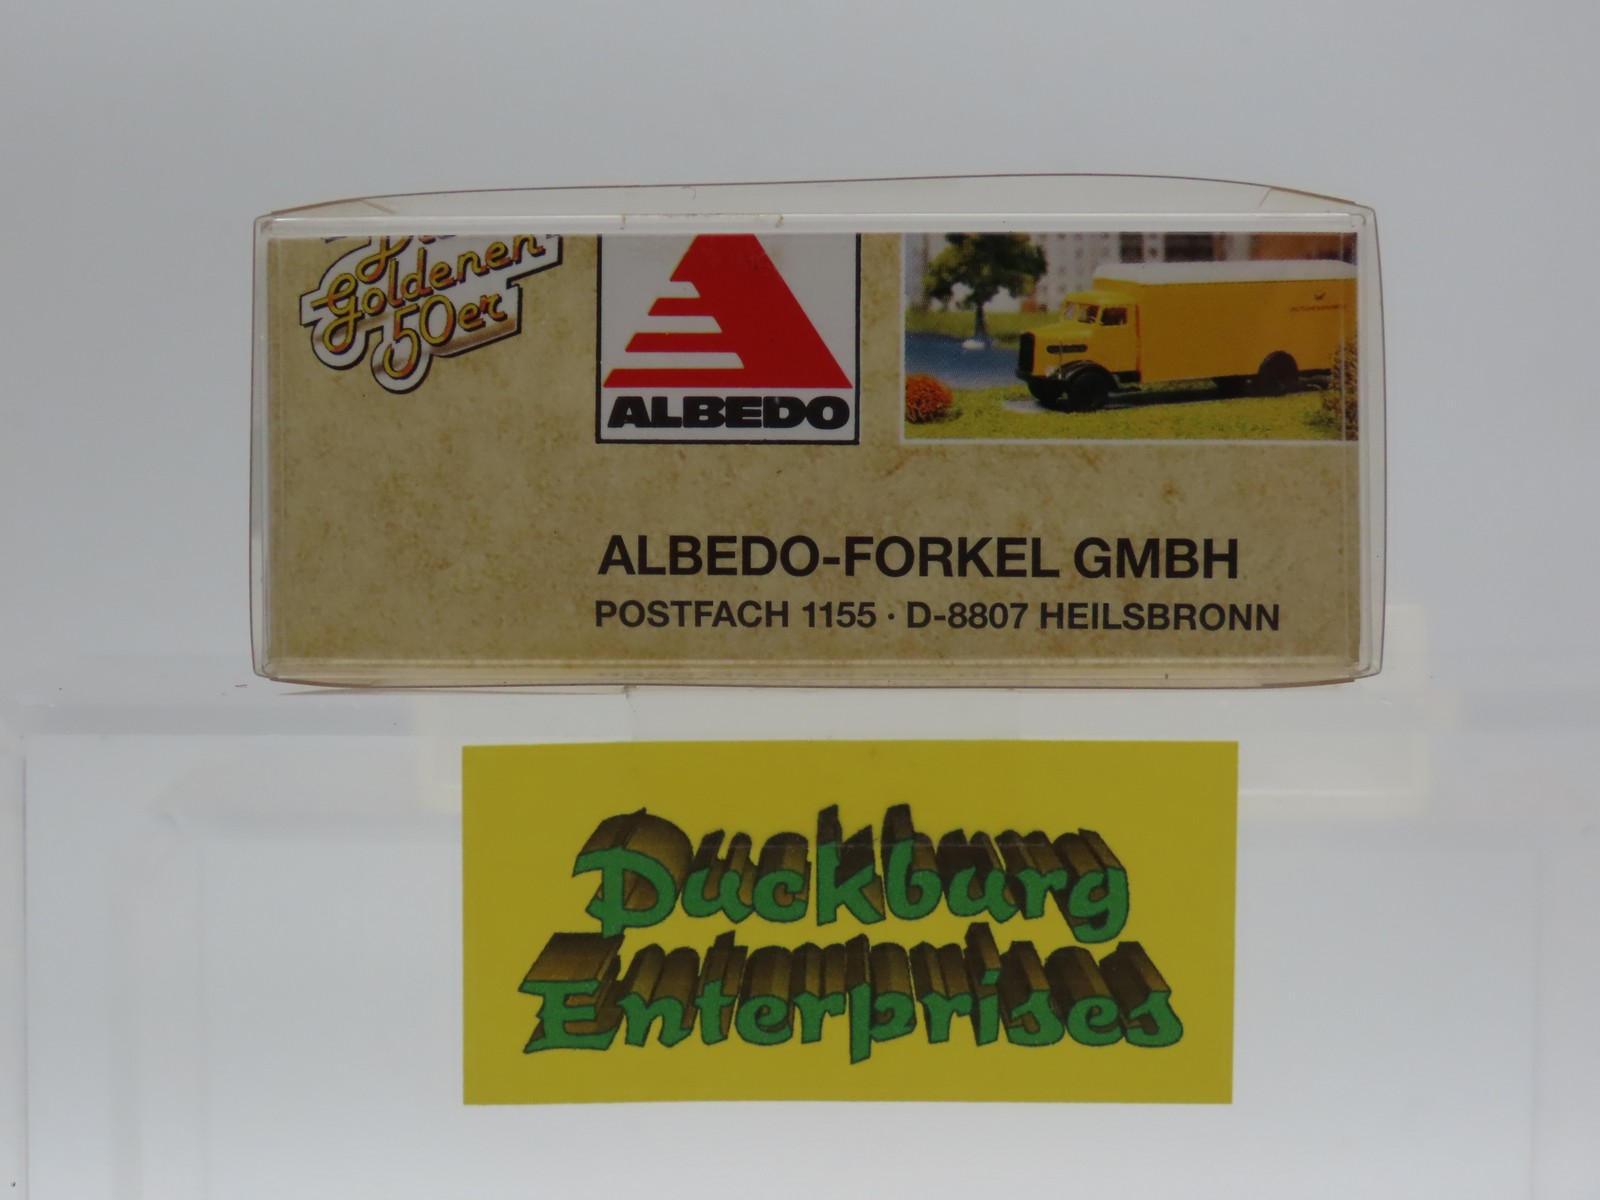 Goldenen
50er
ALBEDO
ALBEDO-FORKEL GMBH
POSTFACH 1155 · D-8807 HEILSBRONN
Duckburg
Enterprises